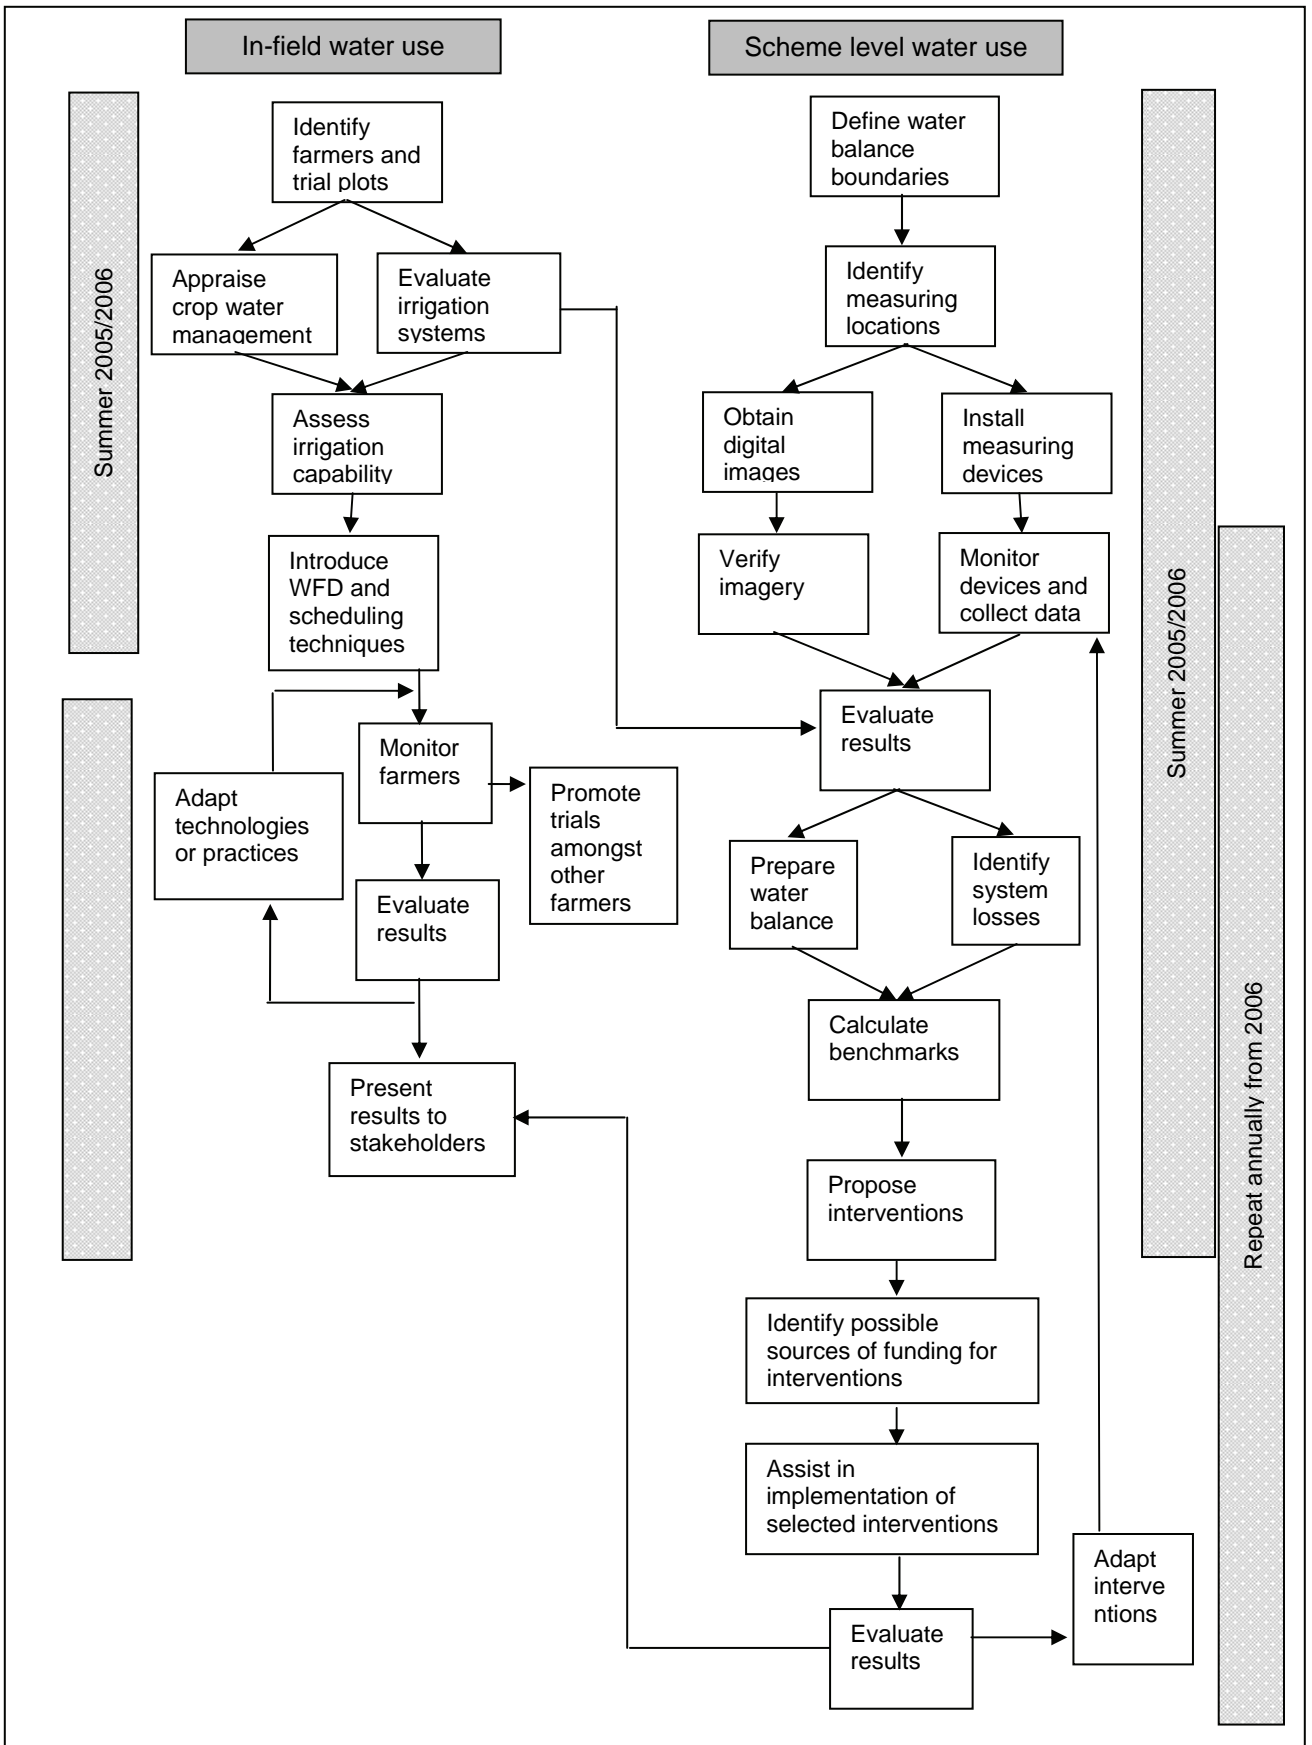 In-field water use
Scheme level water use
Summer 2005/2006
Identify
farmers and
trial plots
Appraise
crop water
management
Evaluate
irrigation
systems
Assess
irrigation
capability
Introduce
WFD and
scheduling
techniques
Monitor
farmers
Promote
trials
amongst
other
farmers
Adapt
technologies
or practices
Evaluate
results
Present
results to
stakeholders
Define water
balance
boundaries
Identify
measuring
locations
Obtain
digital
images
Install
measuring
devices
Verify
imagery
Monitor
devices and
collect data
Evaluate
results
Prepare
water
balance
Identify
system
losses
Calculate
benchmarks
Propose
interventions
Identify possible
sources of funding for
interventions
Assist in
implementation of
selected interventions
Evaluate
results
Adapt
interve
ntions
Summer 2005/2006
Repeat annually from 2006